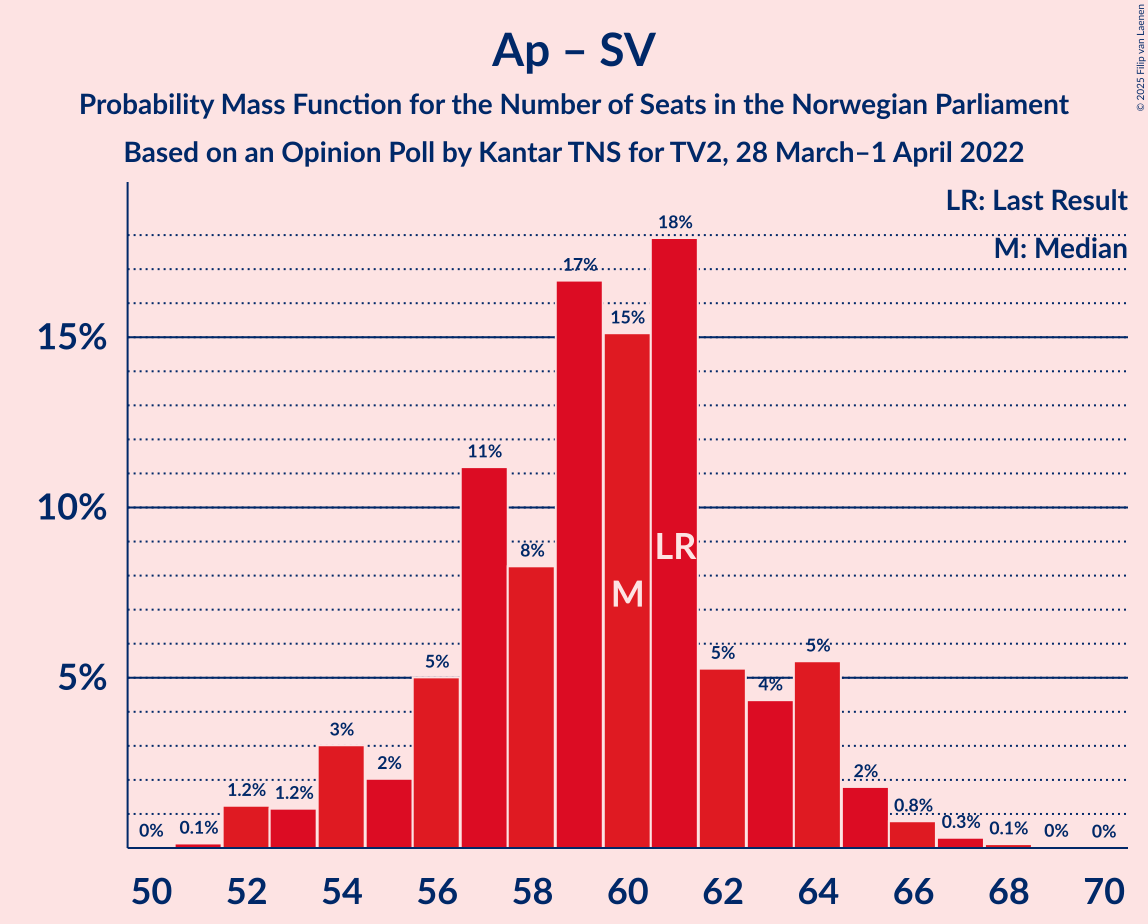 Ap – SV
Probability Mass Function for the Number of Seats in the Norwegian Parliament
Based on an Opinion Poll by Kantar TNS for TV2, 28 March–1 April 2022
© 2025 Filip van Laenen
LR: Last Result
M: Median
15%
10%
5%
0%
0.1%
1.2%
1.2%
3%
2%
5%
11%
8%
17%
15%
18%
5%
4%
5%
2%
0.8%
0.3%
0.1%
0%
0%
M
LR
50 52 54 56 58 60 62 64 66 68 70